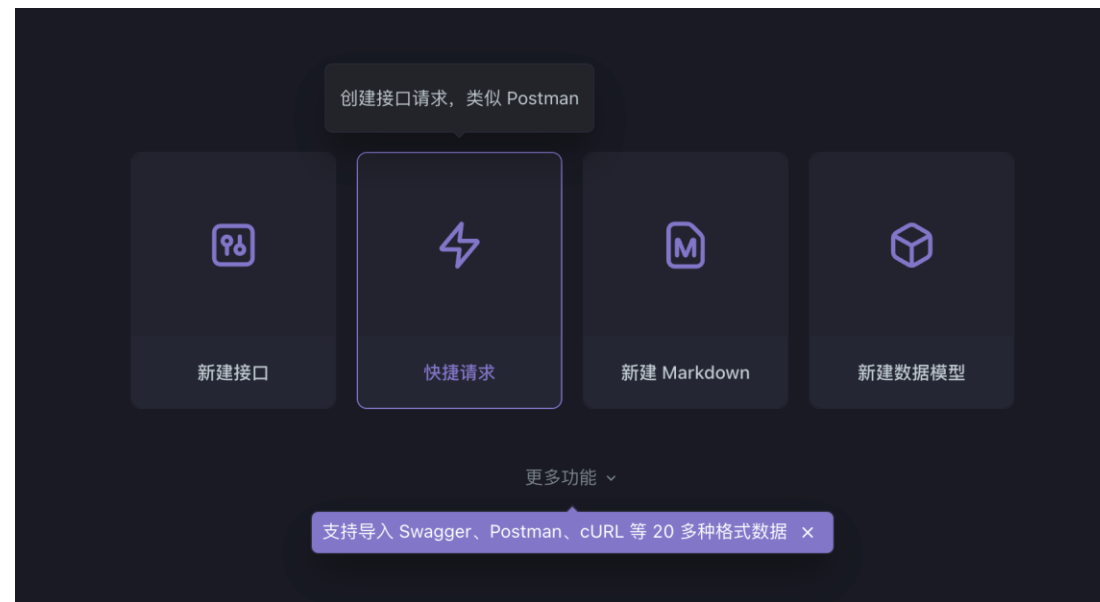 创建接口请求，类似 Postman
新建接口
快捷请求
新建 Markdown
新建数据模型
更多功能
支持导入 Swagger、Postman、cURL 等 20 多种格式数据